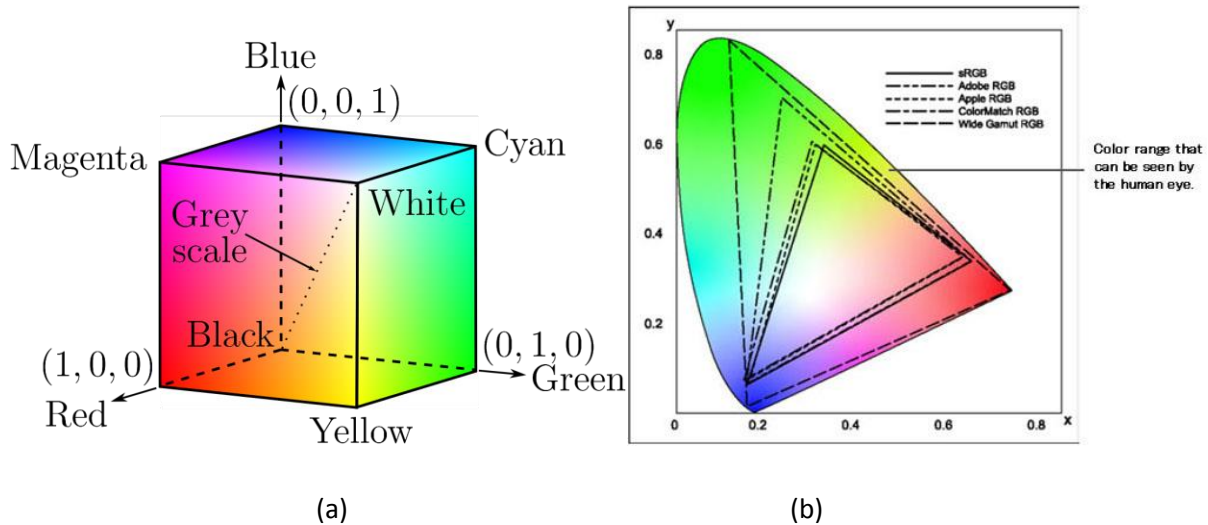 Blue
(0, 0, 1)
Magenta
Cyan
White
Grey
scale
Black
(1, 0, 0)
(0, 1, 0)
Green
Red
Yellow
(a)
y
0.8
0.6
0.4
0.2
0
0.2
0.4
0.6
0.8
x
sRGB
Adobe RGB
Apple RGB
ColorMatch RGB
Wide Gamut RGB
Color range that
can be seen by
the human eye.
(b)